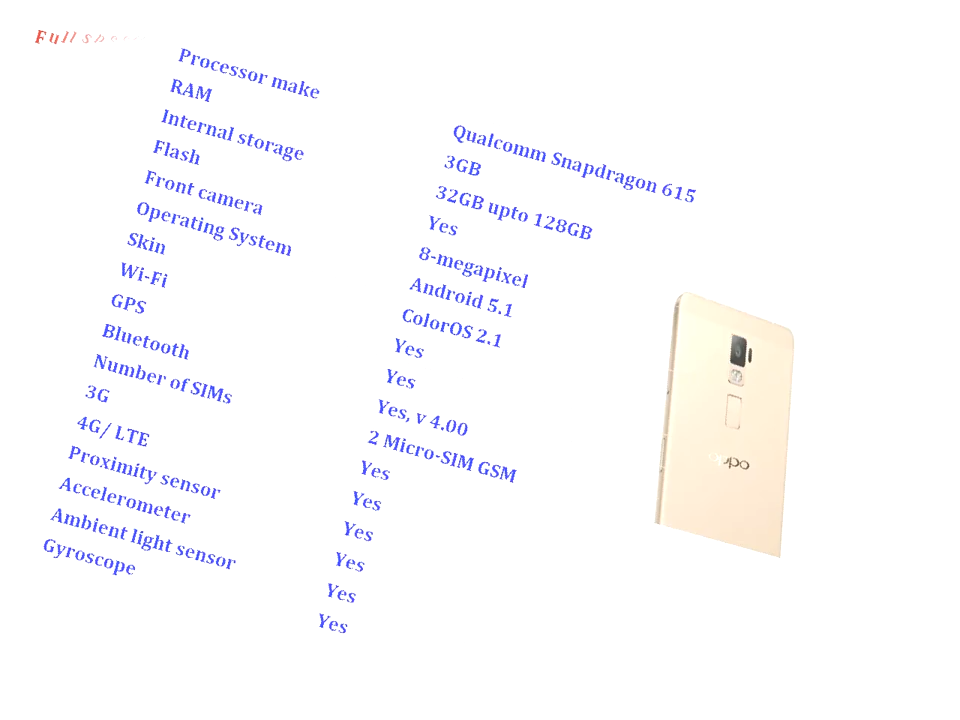 Full
Processor make
RAM
Internal storage
Flash
Front camera
Operating System
Skin
Wi-Fi
GPS
Bluetooth
Number of SIMs
3G
4G/ LTE
Proximity sensor
Accelerometer
Ambient light sensor
Gyroscope
Qualcomm Snapdragon 615
3GB
32GB upto 128GB
Yes
8-megapixel
Android 5.1
ColorOS 2.1
Yes
Yes
Yes, v 4.00
2 Micro-SIM GSM
Yes
Yes
Yes
Yes
Yes
Yes
oppo